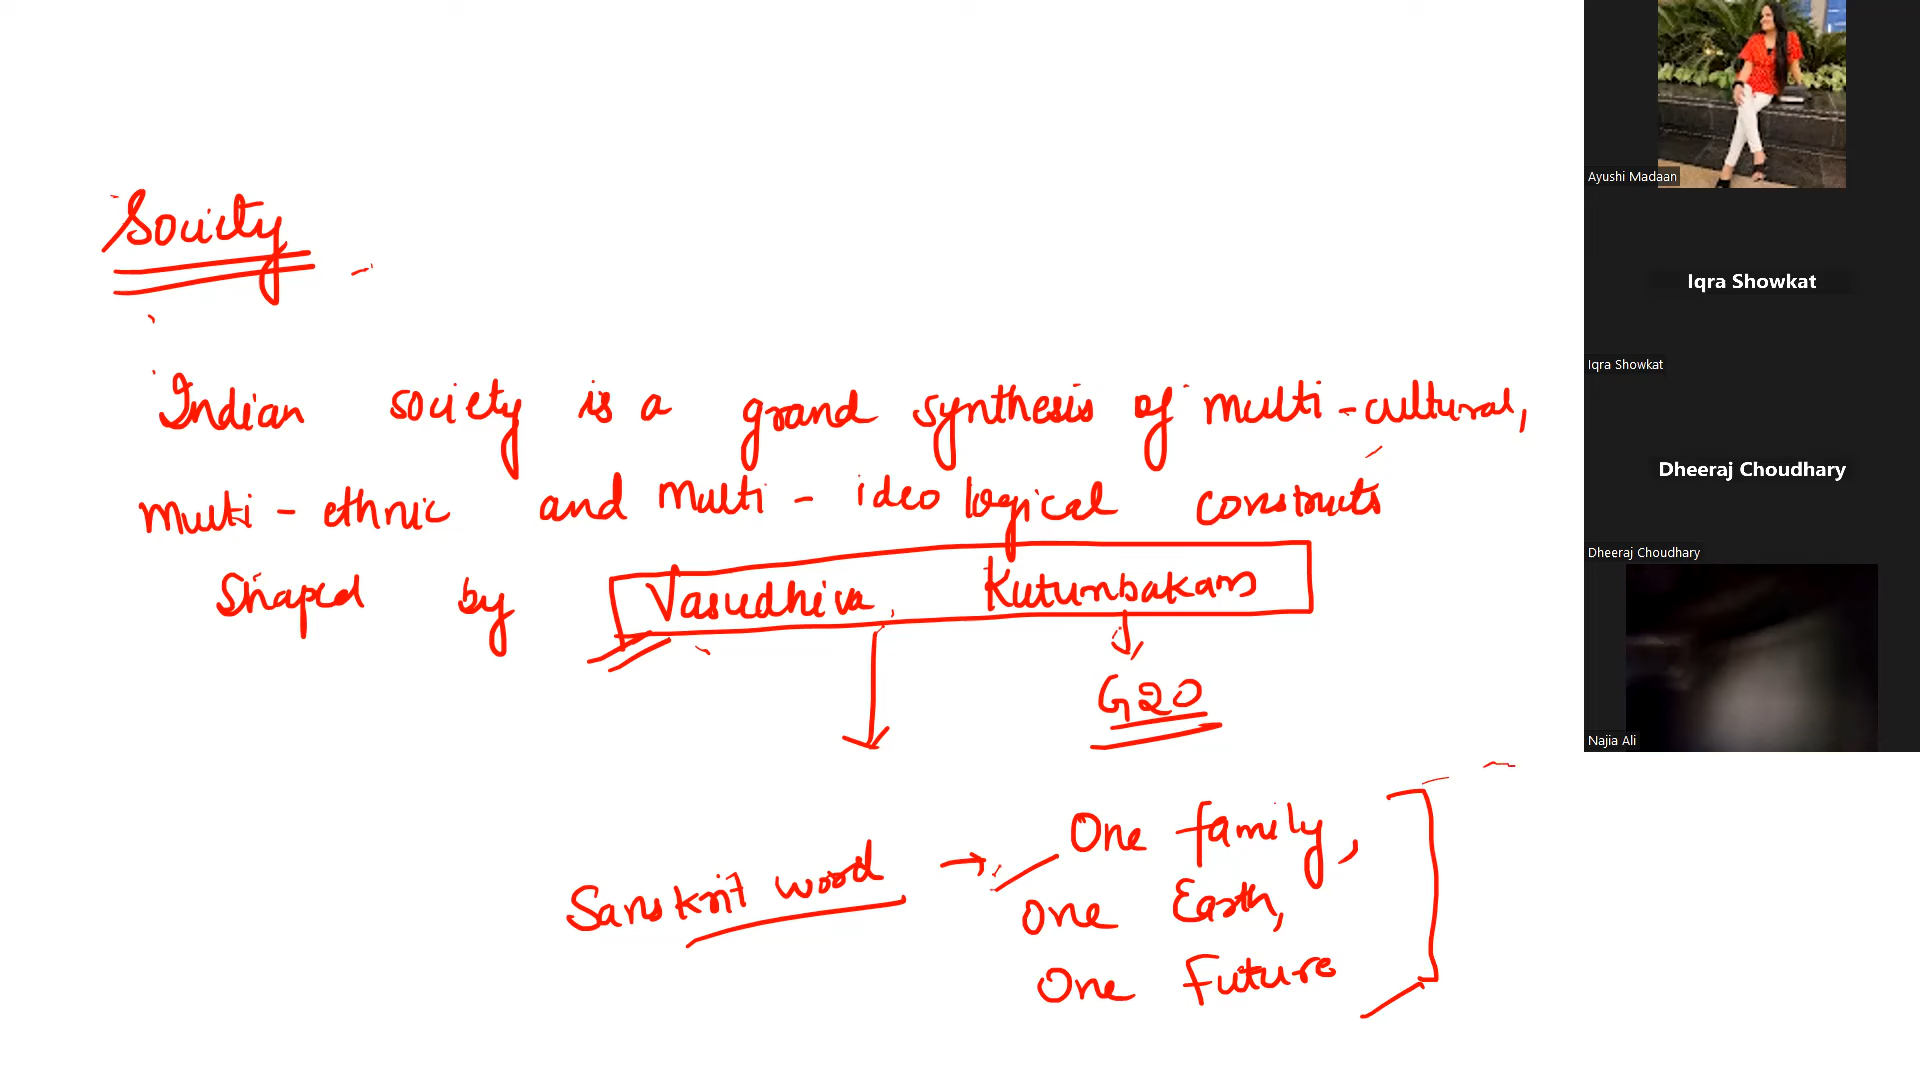 Society
Indian society is a grand synthesis of multi-cultural,
multi-ethnic and multi-ideological constructs
Shaped by Vasudhiva Kutumbakam
G20
Sanskrit word → One family,
One Earth,
One Future
Ayushi Madaan
Iqra Showkat
Iqra Showkat
Dheeraj Choudhary
Dheeraj Choudhary
Najia Ali